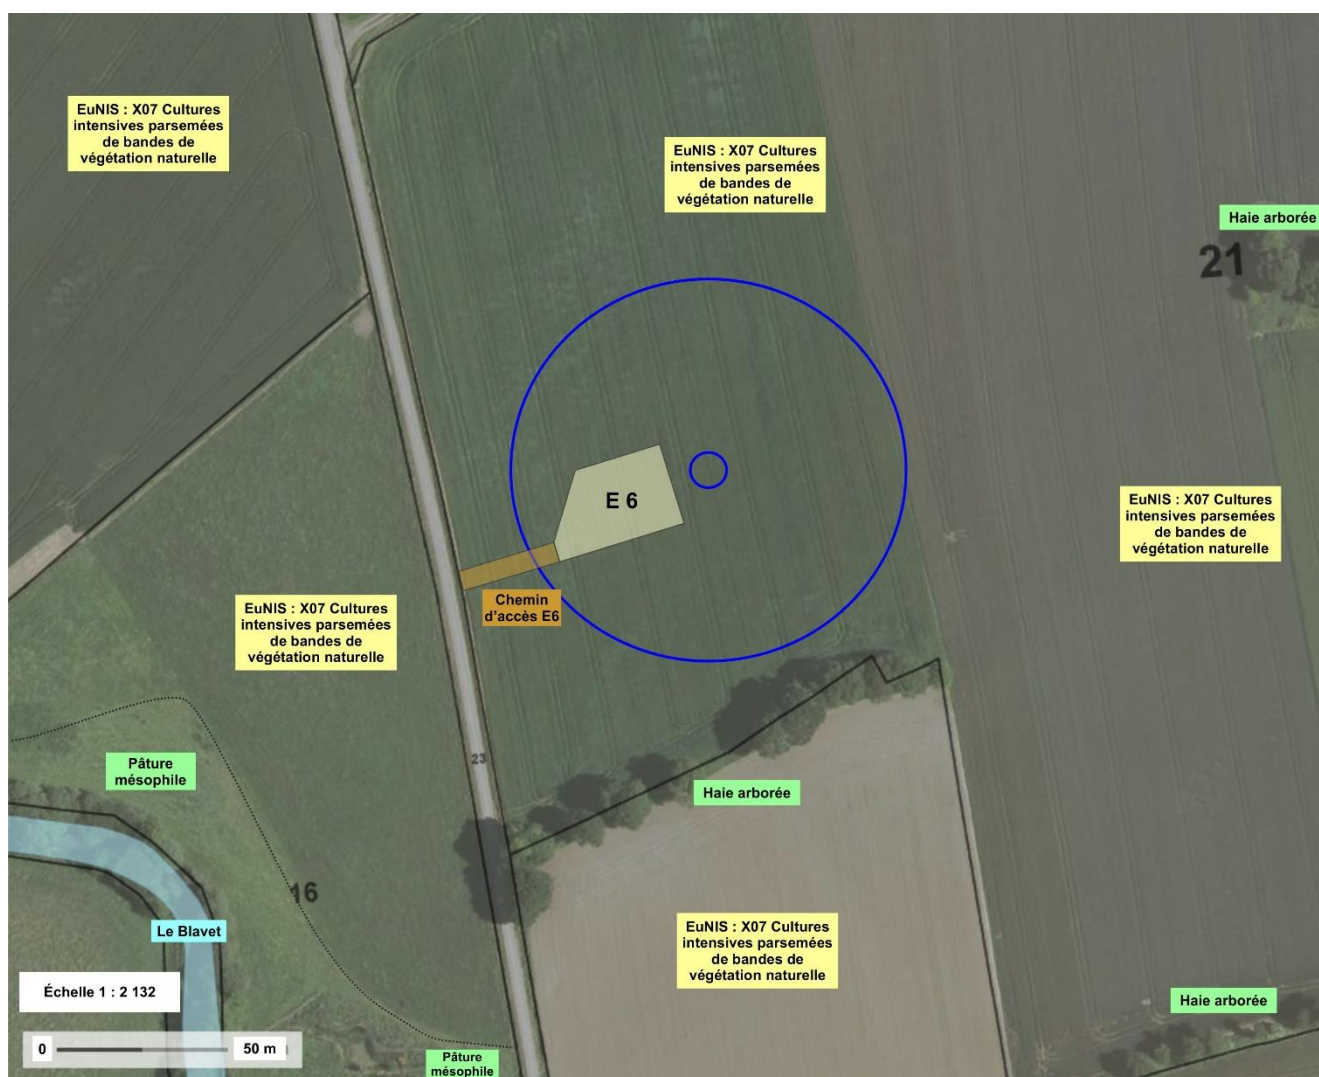 EuNIS : X07 Cultures
intensives parsemées
de bandes de
végétation naturelle
EuNIS : X07 Cultures
intensives parsemées
de bandes de
végétation naturelle
Haie arborée
21
E 6
EuNIS : X07 Cultures
intensives parsemées
de bandes de
végétation naturelle
Chemin
d'accès E6
EuNIS : X07 Cultures
intensives parsemées
de bandes de
végétation naturelle
23
Pâture
mésophile
Haie arborée
16
Le Blavet
EuNIS : X07 Cultures
intensives parsemées
de bandes de
végétation naturelle
Échelle 1 : 2 132
Haie arborée
0 50 m
Pâture
mésophile